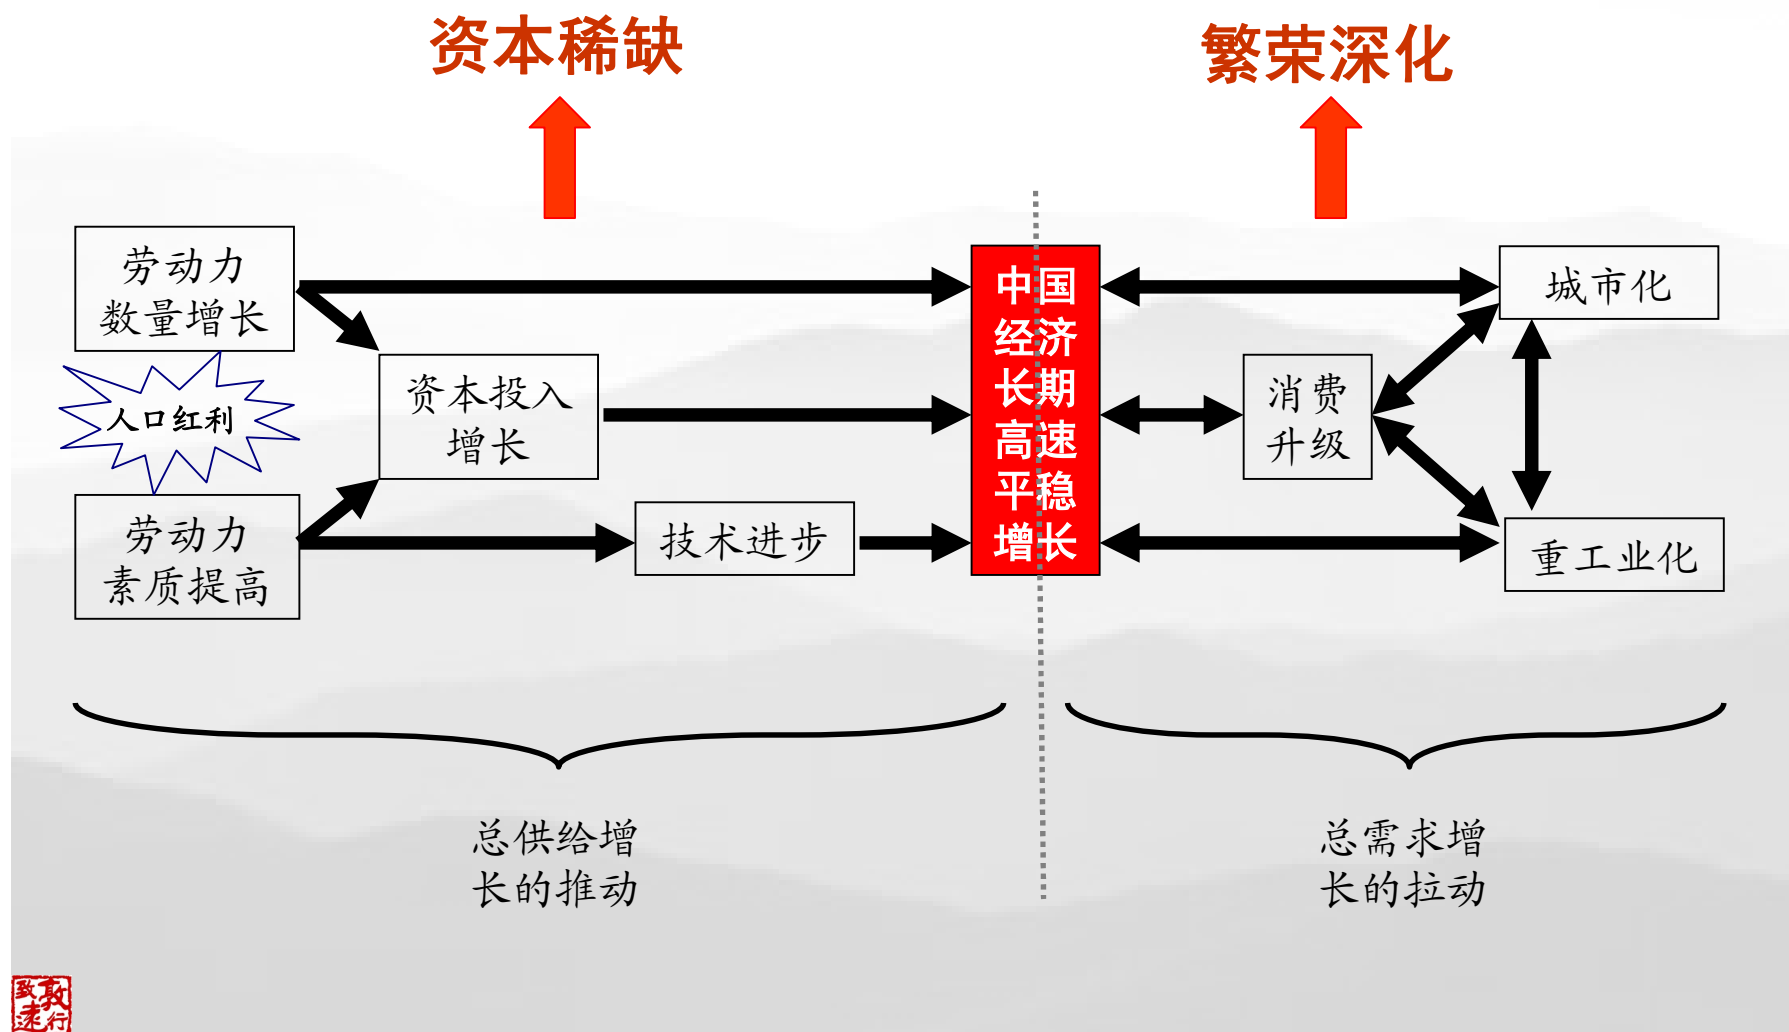 资本稀缺
繁荣深化
劳动力
数量增长
人口红利
劳动力
素质提高
资本投入
增长
技术进步
中国
经济
长期
高速
平稳
增长
城市化
消费
升级
重工业化
总供给增
长的推动
总需求增
长的拉动